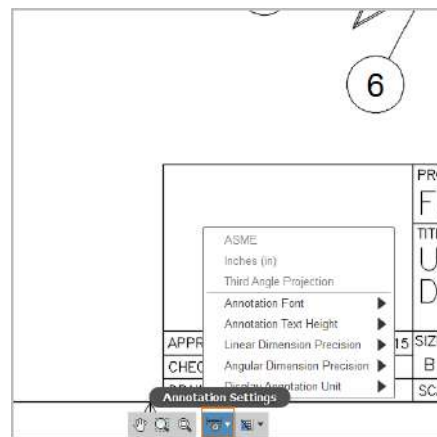 6
PR
F
TIT
U
D
ASME
Inches (in)
Third Angle Projection
Annotation Font
Annotation Text Height
Linear Dimension Precision
Angular Dimension Precision
Display Annotation Unit
APPR
15
SIZ
CHEC
B
SC
Annotation Settings